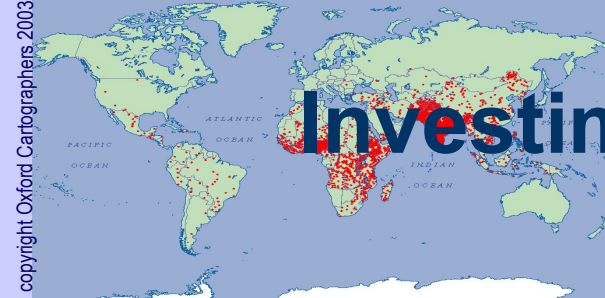 copyright Oxford Cartographers 2003
Investin
ATLANTIC
OCEAN
PACIFIC
OCEAN
INDIAN
OCEAN